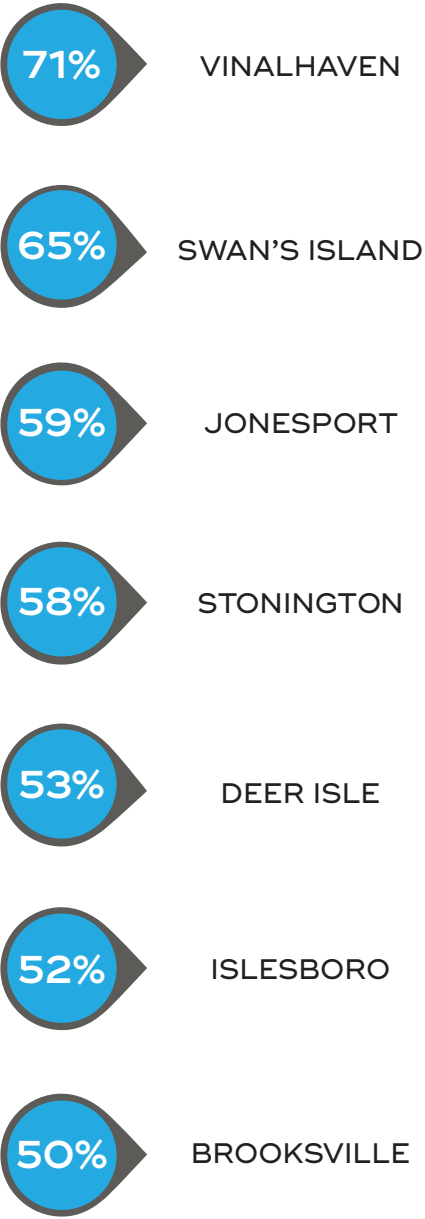 71% VINALHAVEN
65% SWAN’S ISLAND
59% JONESPORT
58% STONINGTON
53% DEER ISLE
52% ISLESBORO
50% BROOKSVILLE